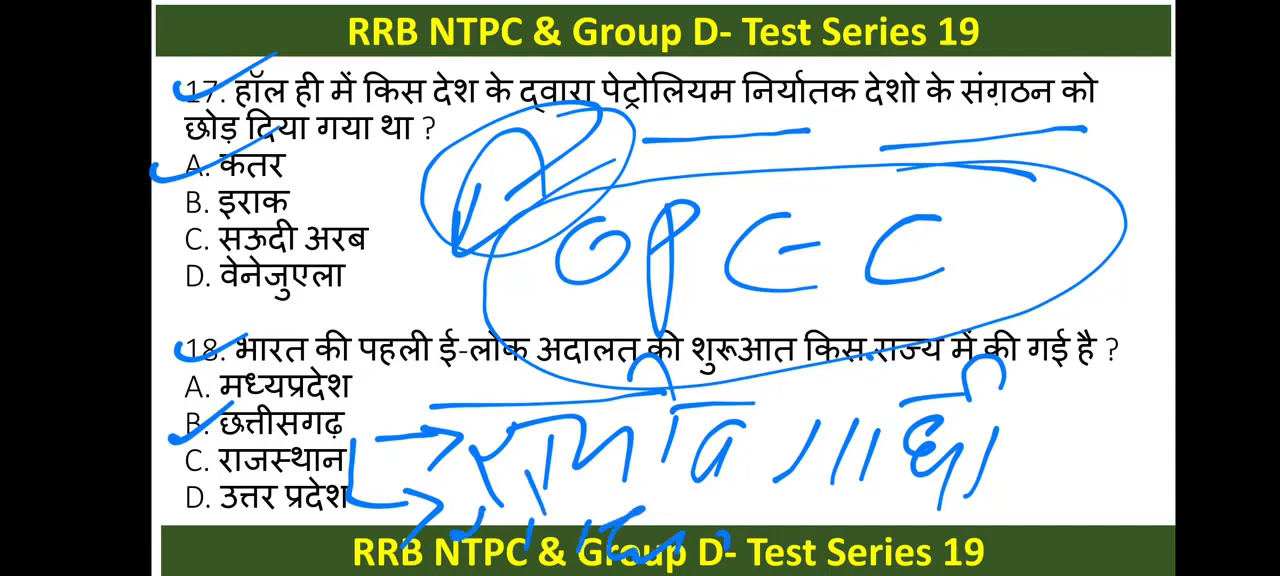 RRB NTPC & Group D- Test Series 19
17. हॉल ही में किस देश के द्वारा पेट्रोलियम निर्यातक देशो के संग़ठन को
छोड़ दिया गया था ?
A. कतर
B. इराक
C. सऊदी अरब
D. वेनेजुएला
OPEC
18. भारत की पहली ई-लोक अदालत की शुरूआत किस राज्य में की गई है ?
A. मध्यप्रदेश
B. छत्तीसगढ़
C. राजस्थान
D. उत्तर प्रदेश
राजीव गांधी
RRB NTPC & Group D- Test Series 19